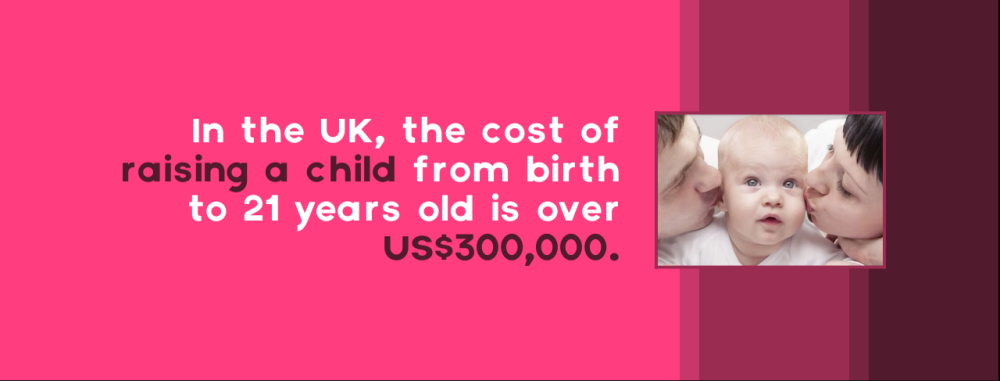 In the UK, the cost of
raising a child from birth
to 21 years old is over
US$300,000.